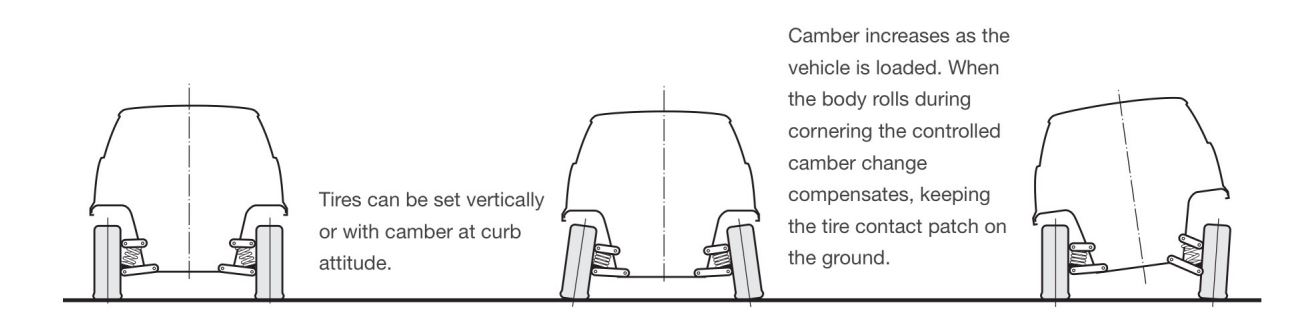 Tires can be set vertically
or with camber at curb
attitude.
Camber increases as the
vehicle is loaded. When
the body rolls during
cornering the controlled
camber change
compensates, keeping
the tire contact patch on
the ground.